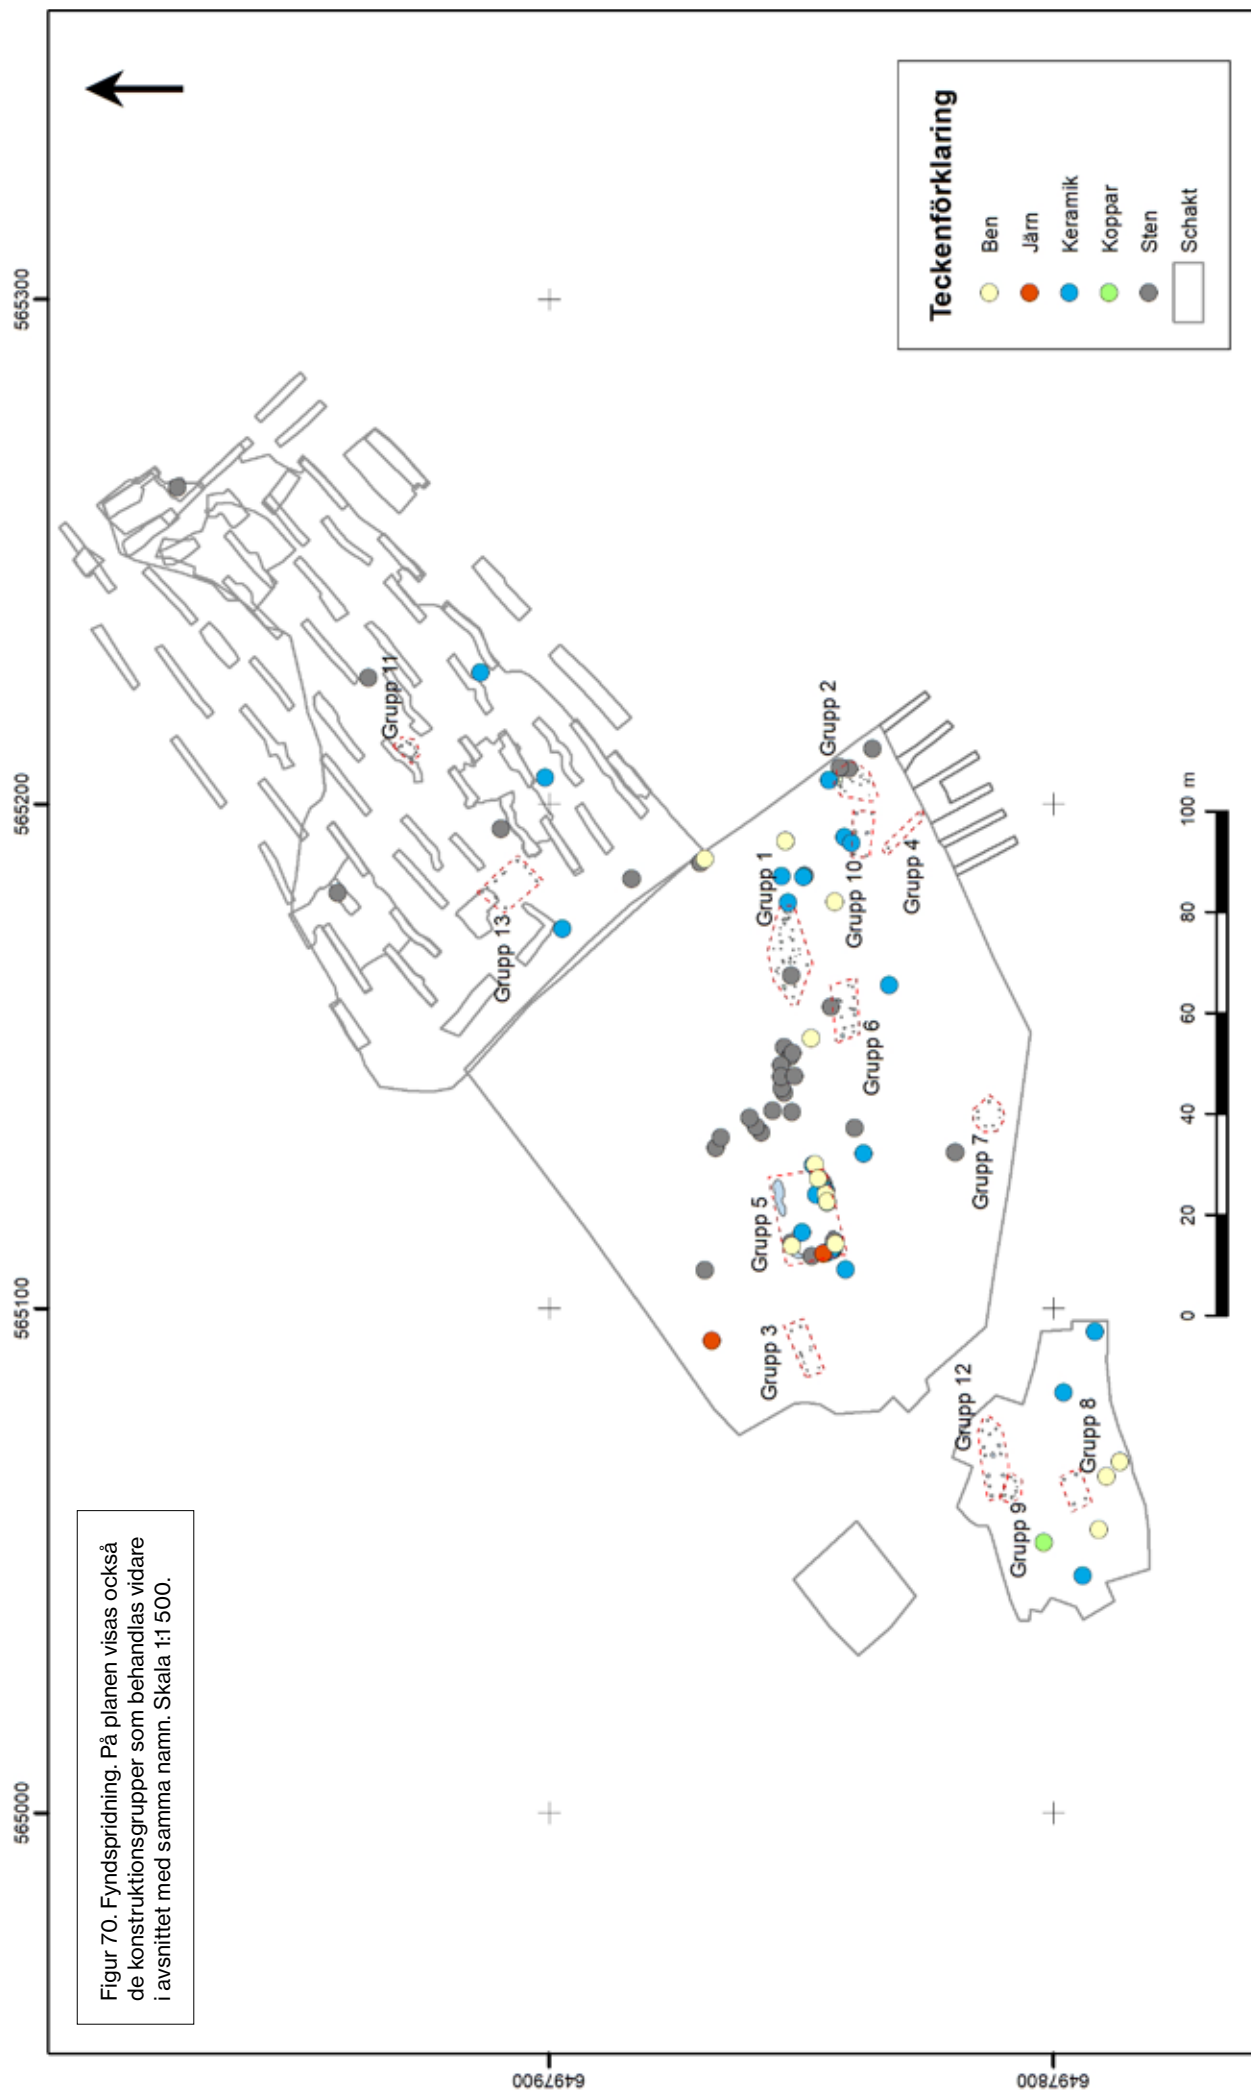 Figur 70. Fyndspridning. På planen visas också
de konstruktionsgrupper som behandlas vidare
i avsnittet med samma namn. Skala 1:1 500.
565000
565100
565200
565300
6497900
6497800
Grupp 11
Grupp 13
Grupp 2
Grupp 1
Grupp 10
Grupp 4
Grupp 6
Grupp 5
Grupp 7
Grupp 3
Grupp 12
Grupp 9
Grupp 8
Teckenförklaring
Ben
Järn
Keramik
Koppar
Sten
Schakt
0 20 40 60 80 100 m